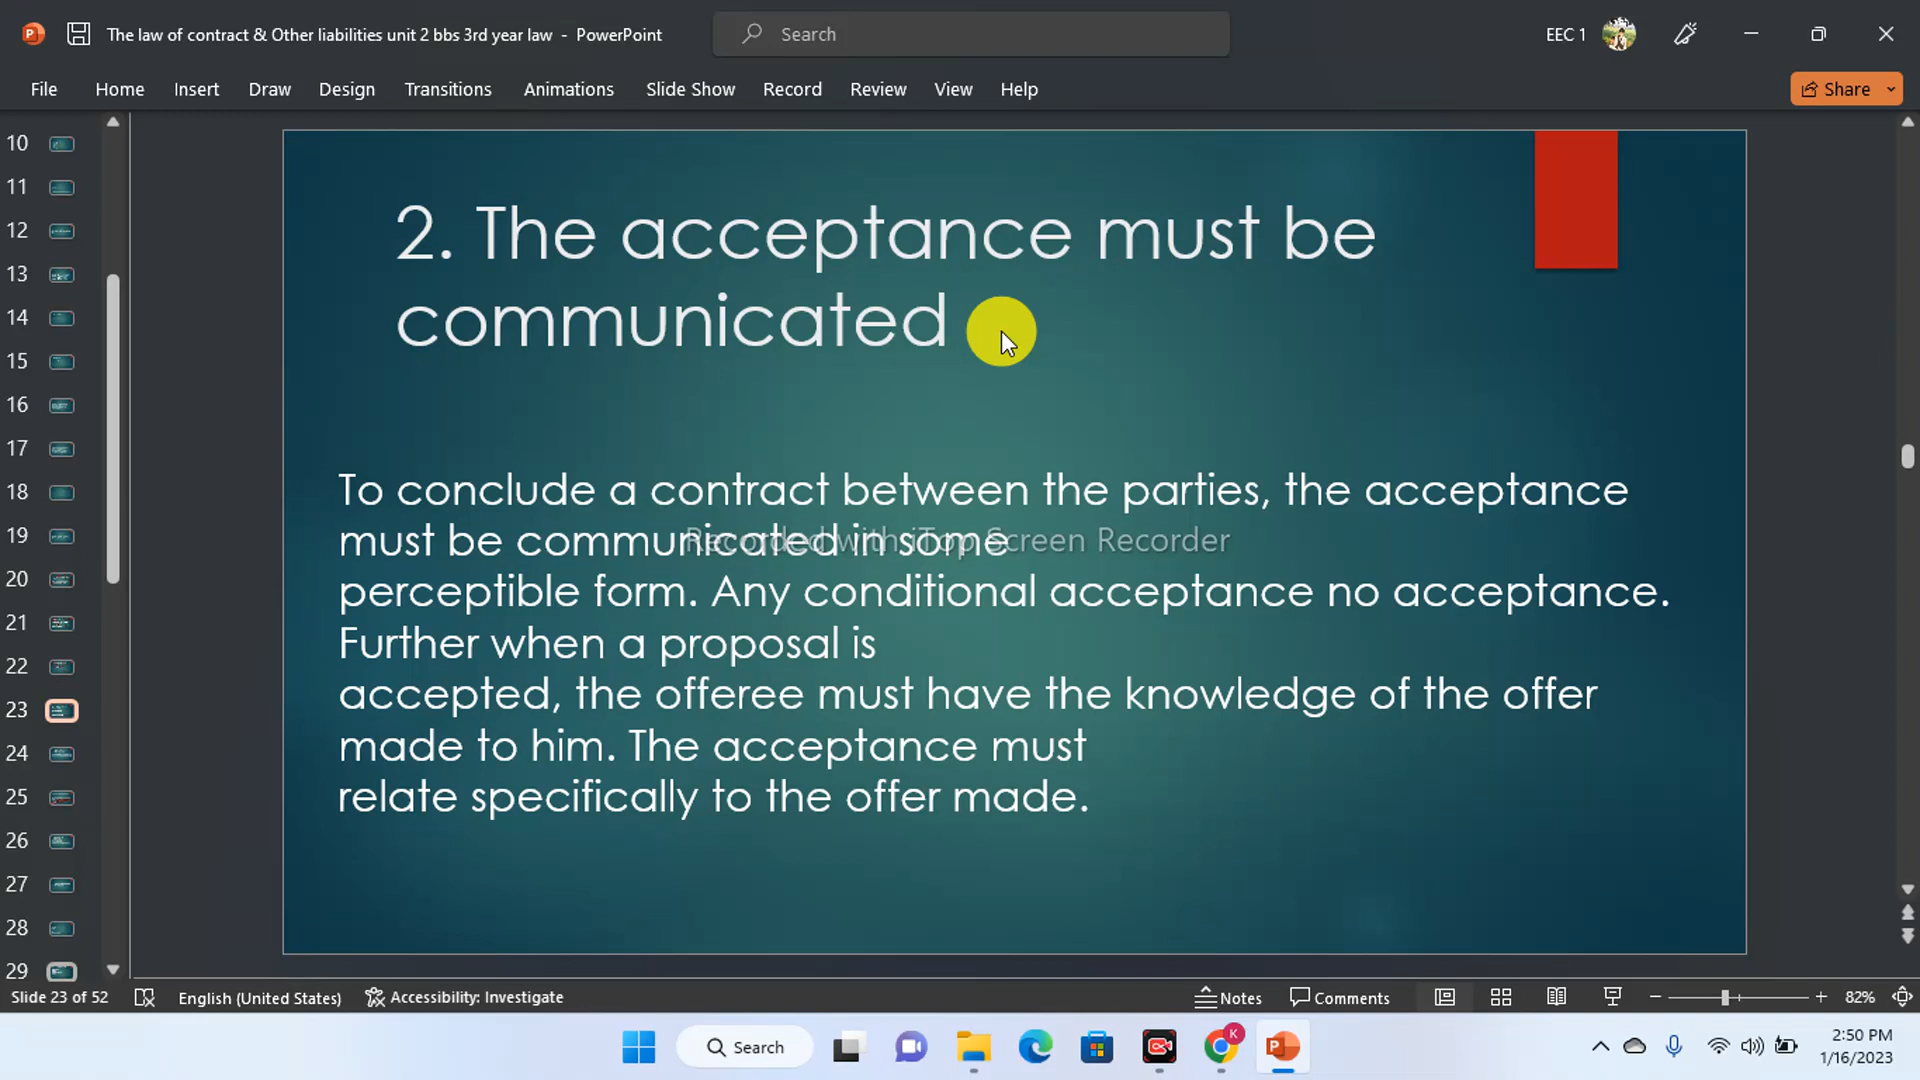 The law of contract & Other liabilities unit 2 bbs 3rd year law - PowerPoint
Search
EEC 1
File Home Insert Draw Design Transitions Animations Slide Show Record Review View Help
Share
10
11
12
13
14
15
16
17
18
19
20
21
22
23
24
25
26
27
28
29
2. The acceptance must be
communicated
To conclude a contract between the parties, the acceptance
must be communicated in some
Recorded with iTop Screen Recorder
perceptible form. Any conditional acceptance no acceptance.
Further when a proposal is
accepted, the offeree must have the knowledge of the offer
made to him. The acceptance must
relate specifically to the offer made.
Slide 23 of 52
English (United States)
Accessibility: Investigate
Notes
Comments
82%
Search
K
2:50 PM
1/16/2023